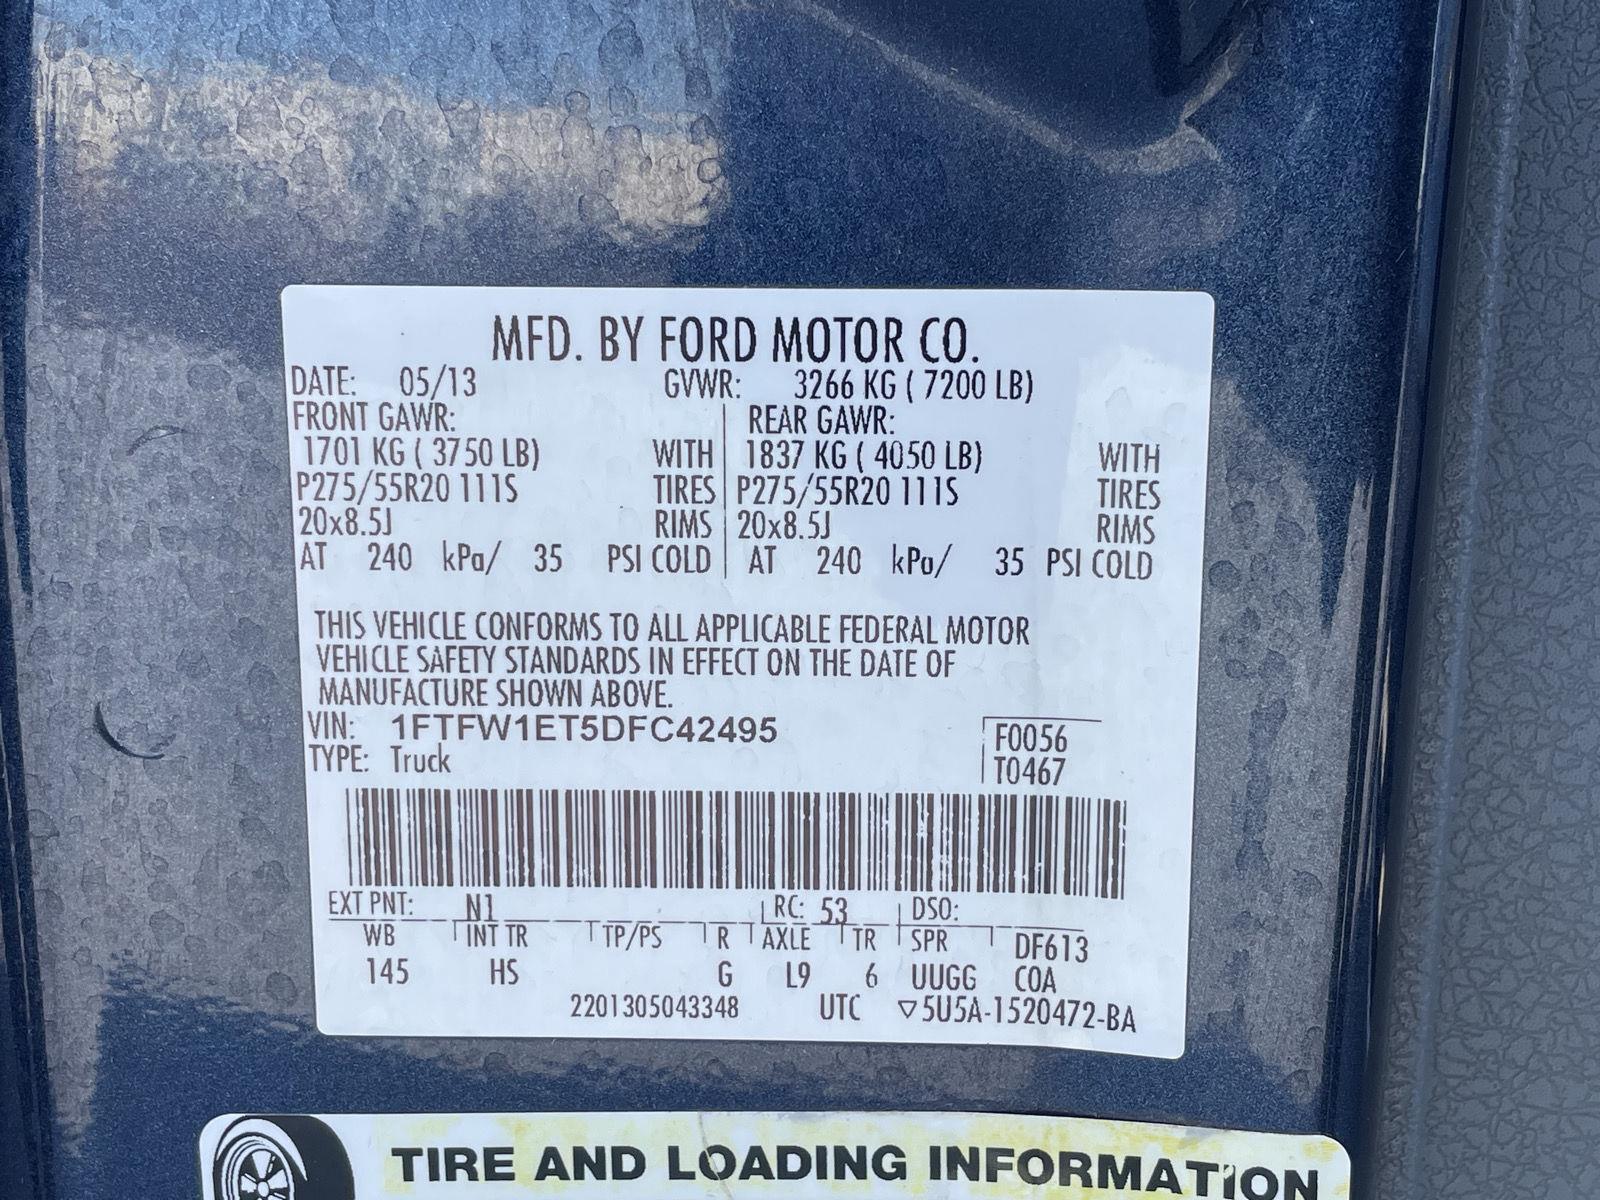 MFD. BY FORD MOTOR CO.
DATE: 05/13 GVWR: 3266 KG ( 7200 LB)
FRONT GAWR: REAR GAWR:
1701 KG ( 3750 LB) WITH 1837 KG ( 4050 LB) WITH
P275/55R20 111S TIRES P275/55R20 111S TIRES
20x8.5J RIMS 20x8.5J RIMS
AT 240 kPa/ 35 PSI COLD AT 240 kPa/ 35 PSI COLD
THIS VEHICLE CONFORMS TO ALL APPLICABLE FEDERAL MOTOR
VEHICLE SAFETY STANDARDS IN EFFECT ON THE DATE OF
MANUFACTURE SHOWN ABOVE.
VIN: 1FTFW1ET5DFC42495 F0056
TYPE: Truck T0467
EXT PNT: N1 RC: 53 DSO:
WB INT TR TP/PS R AXLE TR SPR DF613
145 HS G L9 6 UUGG COA
2201305043348 UTC ▽5U5A-1520472-BA
TIRE AND LOADING INFORMATION